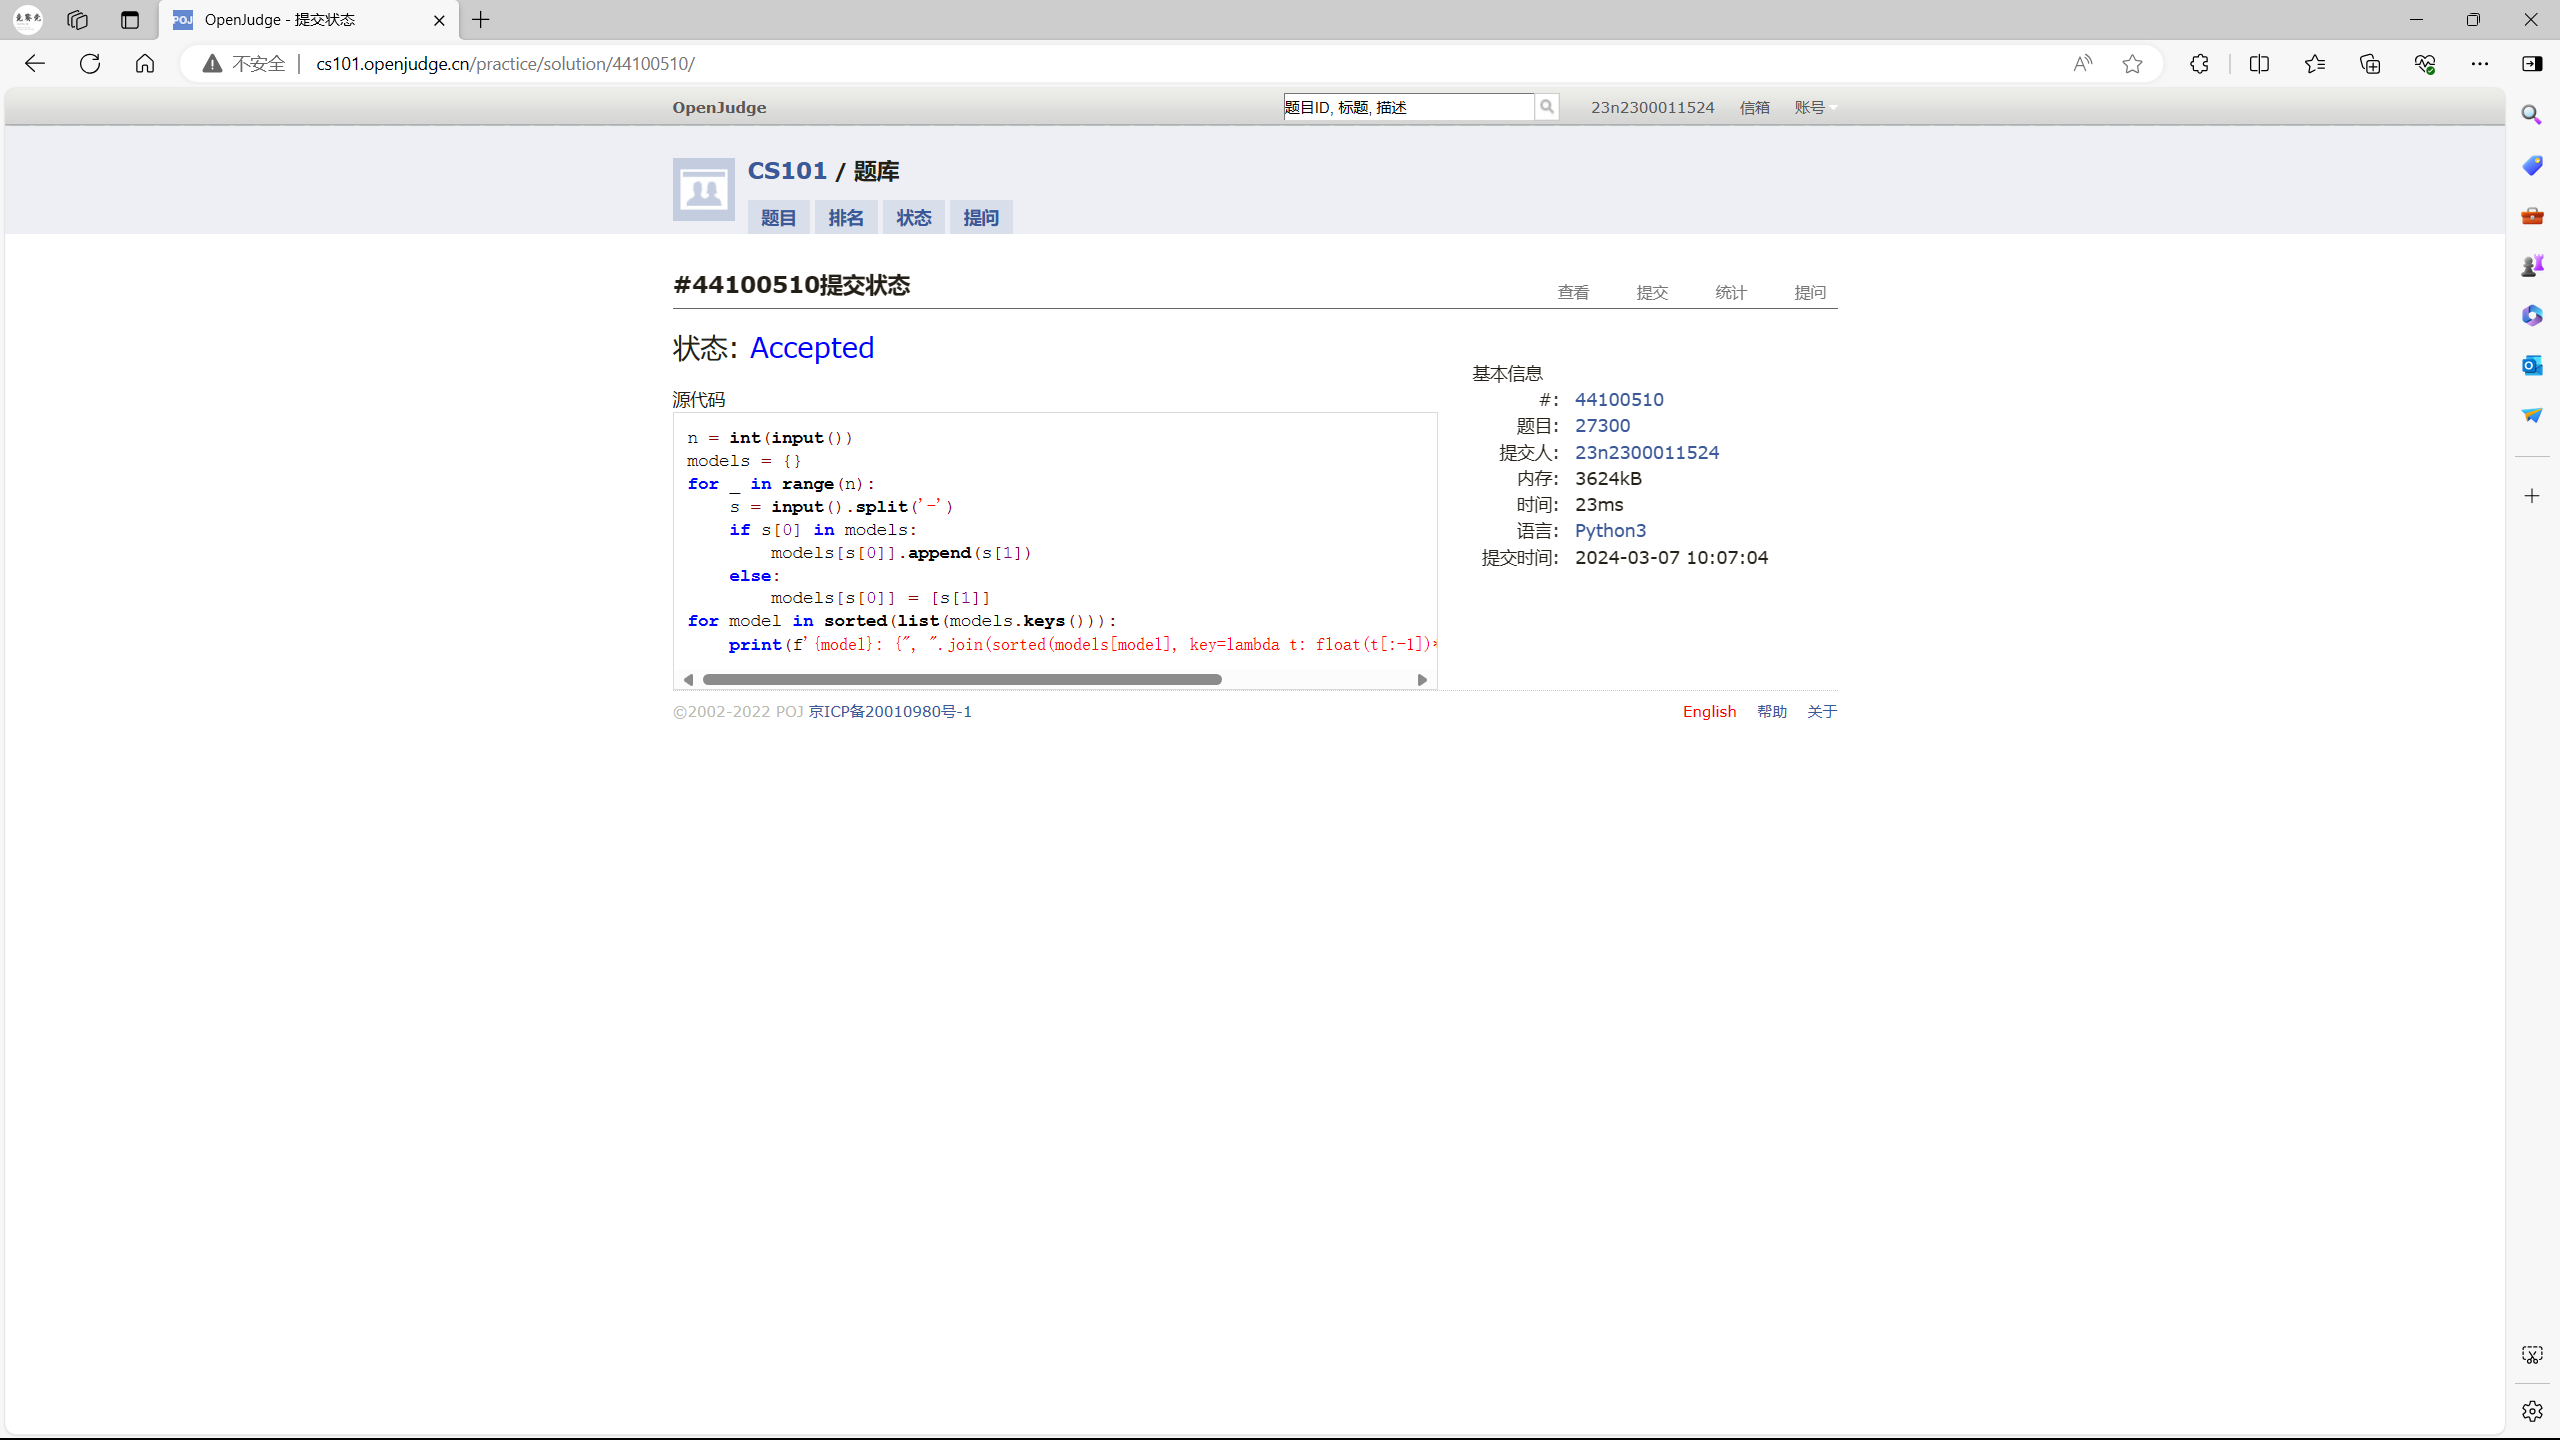 OpenJudge - 提交状态
不安全 | cs101.openjudge.cn/practice/solution/44100510/
OpenJudge 题目ID, 标题, 描述 23n2300011524 信箱 账号
CS101 / 题库
题目 排名 状态 提问
#44100510提交状态 查看 提交 统计 提问
状态: Accepted
源代码
n = int(input())
models = {}
for _ in range(n):
    s = input().split('-')
    if s[0] in models:
        models[s[0]].append(s[1])
    else:
        models[s[0]] = [s[1]]
for model in sorted(list(models.keys())):
    print(f'{model}: {", ".join(sorted(models[model], key=lambda t: float(t[:-1])*
基本信息
#: 44100510
题目: 27300
提交人: 23n2300011524
内存: 3624kB
时间: 23ms
语言: Python3
提交时间: 2024-03-07 10:07:04
©2002-2022 POJ 京ICP备20010980号-1 English 帮助 关于